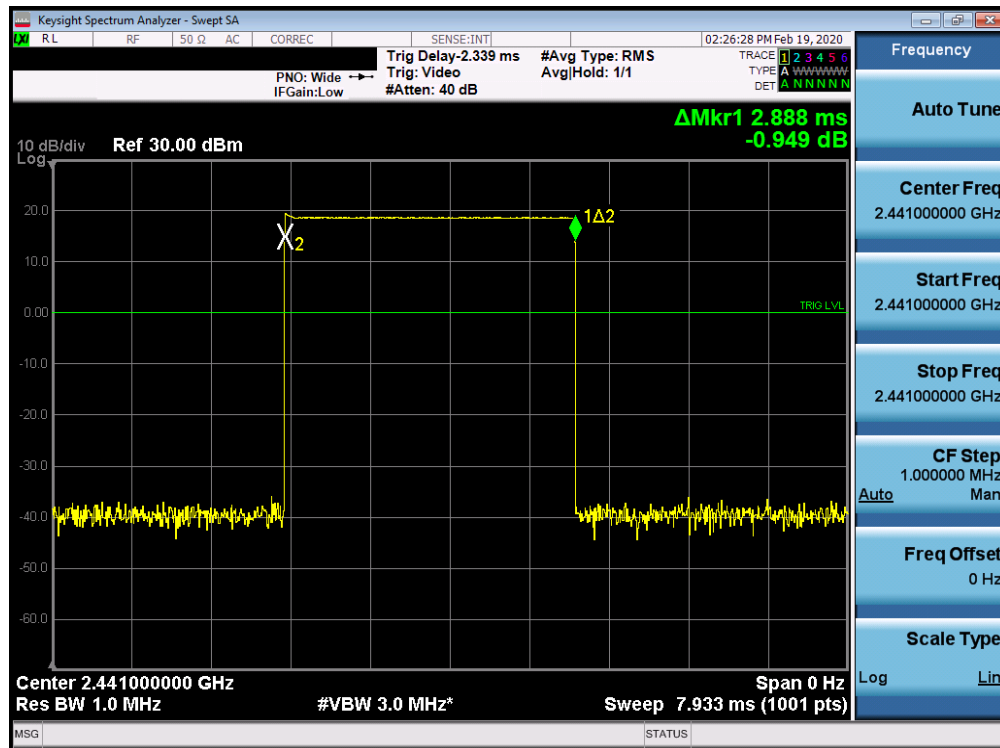 Keysight Spectrum Analyzer - Swept SA
LXI RL RF 50 Ω AC CORREC SENSE:INT 02:26:28 PM Feb 19, 2020
Trig Delay-2.339 ms #Avg Type: RMS TRACE 1 2 3 4 5 6
PNO: Wide Trig: Video Avg|Hold: 1/1 TYPE A WWWWW
IFGain:Low #Atten: 40 dB DET A N N N N N
ΔMkr1 2.888 ms
-0.949 dB
10 dB/div Ref 30.00 dBm
Log
20.0
1Δ2
2
10.0
0.00
TRIG LVL
-10.0
-20.0
-30.0
-40.0
-50.0
-60.0
Center 2.441000000 GHz Span 0 Hz
Res BW 1.0 MHz #VBW 3.0 MHz* Sweep 7.933 ms (1001 pts)
MSG STATUS
Frequency
Auto Tune
Center Freq
2.441000000 GHz
Start Freq
2.441000000 GHz
Stop Freq
2.441000000 GHz
CF Step
1.000000 MHz
Auto Man
Freq Offset
0 Hz
Scale Type
Log Lin